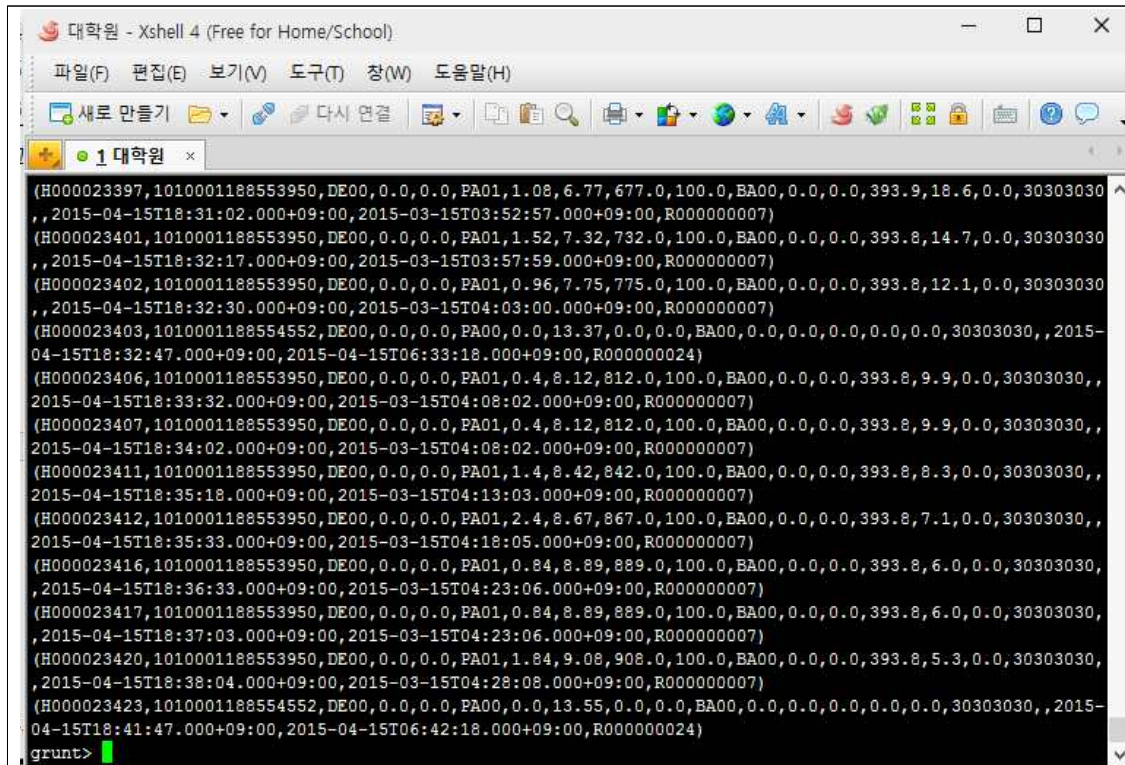 대학원 - Xshell 4 (Free for Home/School)
파일(F) 편집(E) 보기(V) 도구(T) 창(W) 도움말(H)
새로 만들기 다시 연결
1 대학원
(H000023397,1010001188553950,DE00,0.0,0.0,PA01,1.08,6.77,677.0,100.0,BA00,0.0,0.0,393.9,18.6,0.0,30303030
,,2015-04-15T18:31:02.000+09:00,2015-03-15T03:52:57.000+09:00,R000000007)
(H000023401,1010001188553950,DE00,0.0,0.0,PA01,1.52,7.32,732.0,100.0,BA00,0.0,0.0,393.8,14.7,0.0,30303030
,,2015-04-15T18:32:17.000+09:00,2015-03-15T03:57:59.000+09:00,R000000007)
(H000023402,1010001188553950,DE00,0.0,0.0,PA01,0.96,7.75,775.0,100.0,BA00,0.0,0.0,393.8,12.1,0.0,30303030
,,2015-04-15T18:32:30.000+09:00,2015-03-15T04:03:00.000+09:00,R000000007)
(H000023403,1010001188554552,DE00,0.0,0.0,PA00,0.0,13.37,0.0,0.0,BA00,0.0,0.0,0.0,0.0,0.0,30303030,,2015-
04-15T18:32:47.000+09:00,2015-04-15T06:33:18.000+09:00,R000000024)
(H000023406,1010001188553950,DE00,0.0,0.0,PA01,0.4,8.12,812.0,100.0,BA00,0.0,0.0,393.8,9.9,0.0,30303030,,
2015-04-15T18:33:32.000+09:00,2015-03-15T04:08:02.000+09:00,R000000007)
(H000023407,1010001188553950,DE00,0.0,0.0,PA01,0.4,8.12,812.0,100.0,BA00,0.0,0.0,393.8,9.9,0.0,30303030,,
2015-04-15T18:34:02.000+09:00,2015-03-15T04:08:02.000+09:00,R000000007)
(H000023411,1010001188553950,DE00,0.0,0.0,PA01,1.4,8.42,842.0,100.0,BA00,0.0,0.0,393.8,8.3,0.0,30303030,,
2015-04-15T18:35:18.000+09:00,2015-03-15T04:13:03.000+09:00,R000000007)
(H000023412,1010001188553950,DE00,0.0,0.0,PA01,2.4,8.67,867.0,100.0,BA00,0.0,0.0,393.8,7.1,0.0,30303030,,
2015-04-15T18:35:33.000+09:00,2015-03-15T04:18:05.000+09:00,R000000007)
(H000023416,1010001188553950,DE00,0.0,0.0,PA01,0.84,8.89,889.0,100.0,BA00,0.0,0.0,393.8,6.0,0.0,30303030,
,2015-04-15T18:36:33.000+09:00,2015-03-15T04:23:06.000+09:00,R000000007)
(H000023417,1010001188553950,DE00,0.0,0.0,PA01,0.84,8.89,889.0,100.0,BA00,0.0,0.0,393.8,6.0,0.0,30303030,
,2015-04-15T18:37:03.000+09:00,2015-03-15T04:23:06.000+09:00,R000000007)
(H000023420,1010001188553950,DE00,0.0,0.0,PA01,1.84,9.08,908.0,100.0,BA00,0.0,0.0,393.8,5.3,0.0,30303030,
,2015-04-15T18:38:04.000+09:00,2015-03-15T04:28:08.000+09:00,R000000007)
(H000023423,1010001188554552,DE00,0.0,0.0,PA00,0.0,13.55,0.0,0.0,BA00,0.0,0.0,0.0,0.0,0.0,30303030,,2015-
04-15T18:41:47.000+09:00,2015-04-15T06:42:18.000+09:00,R000000024)
grunt>